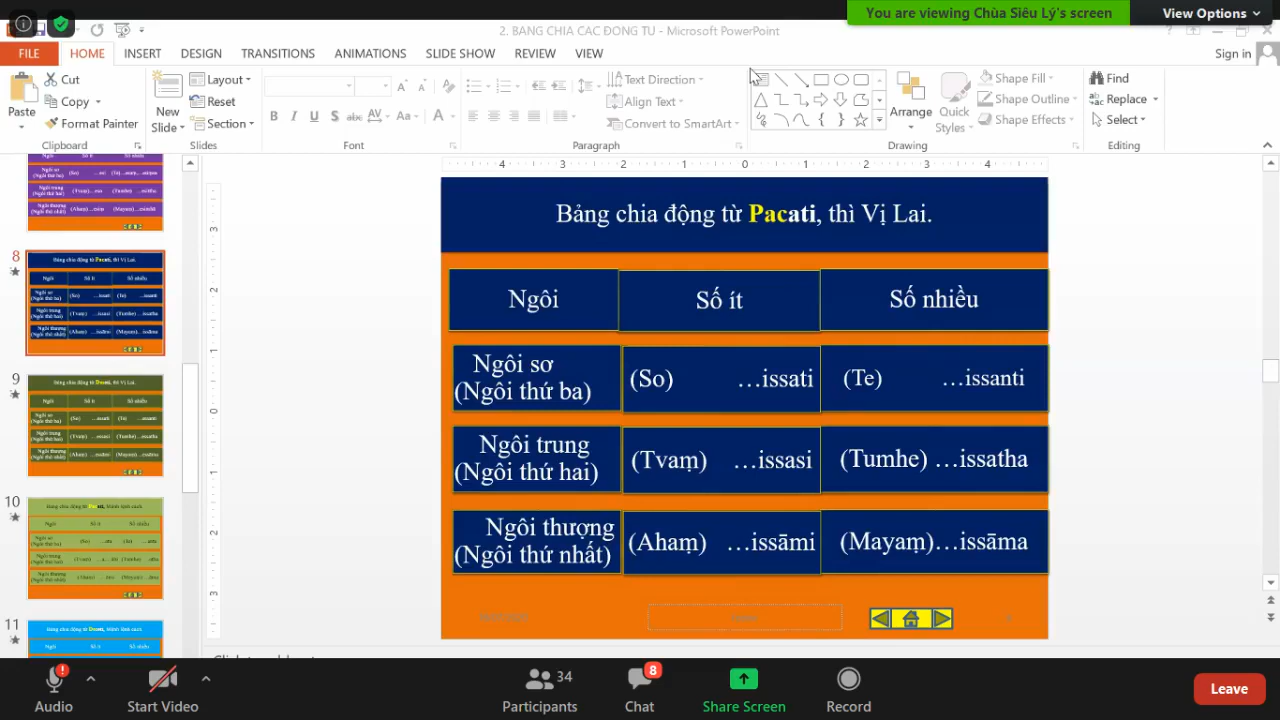 You are viewing Chùa Siêu Lý's screen
View Options
2. BANG CHIA CAC ĐONG TU - Microsoft PowerPoint
FILE HOME INSERT DESIGN TRANSITIONS ANIMATIONS SLIDE SHOW REVIEW VIEW
Sign in
Paste
Cut
Copy
Format Painter
Clipboard
New
Slide
Layout
Reset
Section
Slides
Font
Text Direction
Align Text
Convert to SmartArt
Paragraph
Arrange
Quick
Styles
Shape Fill
Shape Outline
Shape Effects
Drawing
Find
Replace
Select
Editing
8
9
10
11
Bảng chia động từ Pacati, thì Vị Lai.
Ngôi Số ít Số nhiều
Ngôi sơ
(Ngôi thứ ba)
(So) …issati
(Te) …issanti
Ngôi trung
(Ngôi thứ hai)
(Tvaṃ) …issasi
(Tumhe) …issatha
Ngôi thượng
(Ngôi thứ nhất)
(Ahaṃ) …issāmi
(Mayaṃ)…issāma
Audio
Start Video
34
Participants
8
Chat
Share Screen
Record
Leave